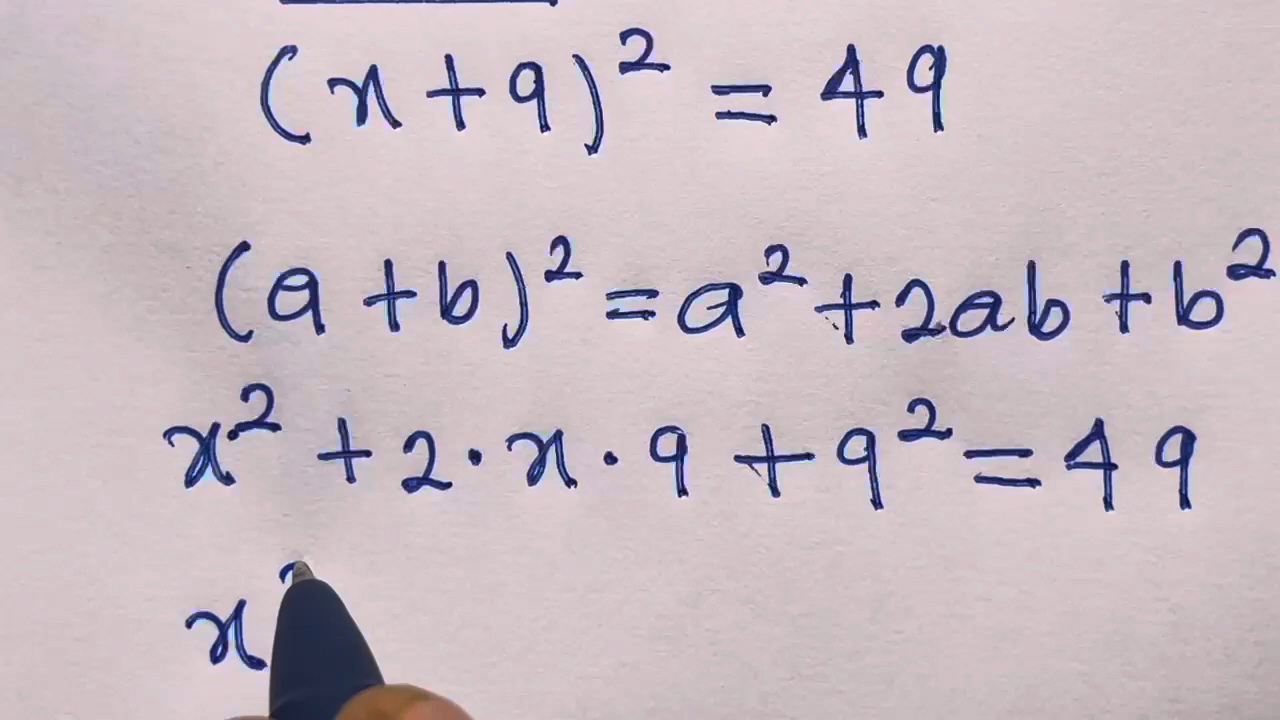 (x+9)² = 49
(a+b)² = a² + 2ab + b²
x² + 2·x·9 + 9² = 49
x